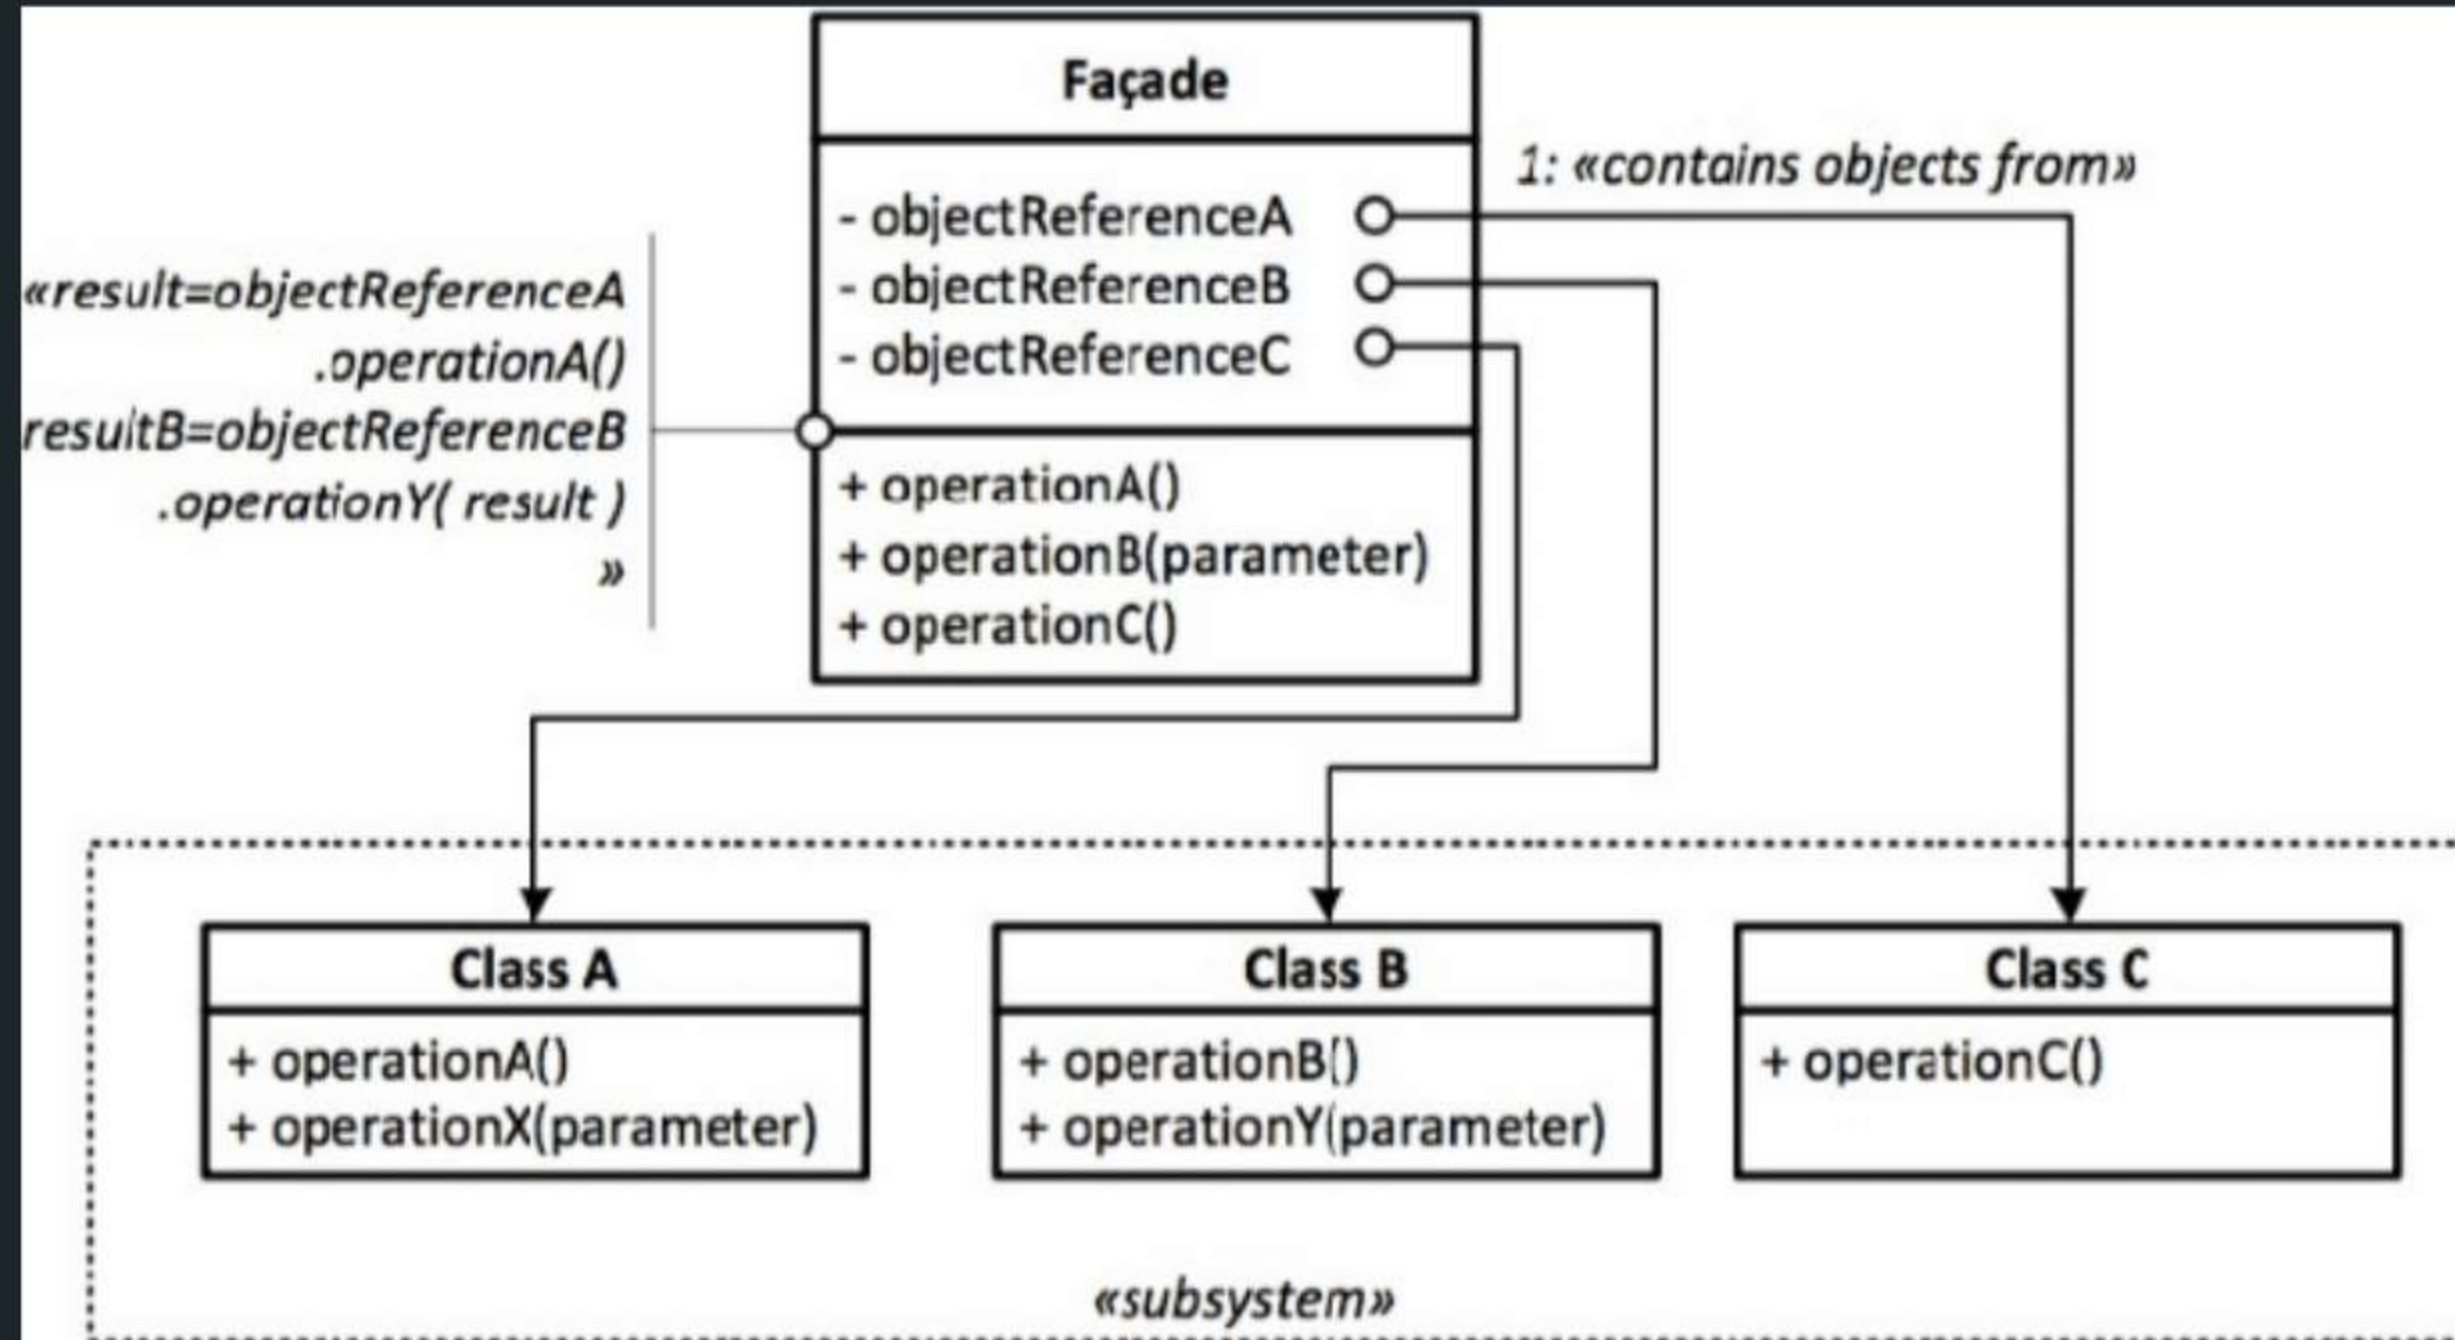 Façade
1: «contains objects from»
- objectReferenceA
- objectReferenceB
- objectReferenceC
«result=objectReferenceA
.operationA()
resultB=objectReferenceB
.operationY( result )
»
+ operationA()
+ operationB(parameter)
+ operationC()
Class A
+ operationA()
+ operationX(parameter)
Class B
+ operationB()
+ operationY(parameter)
Class C
+ operationC()
«subsystem»